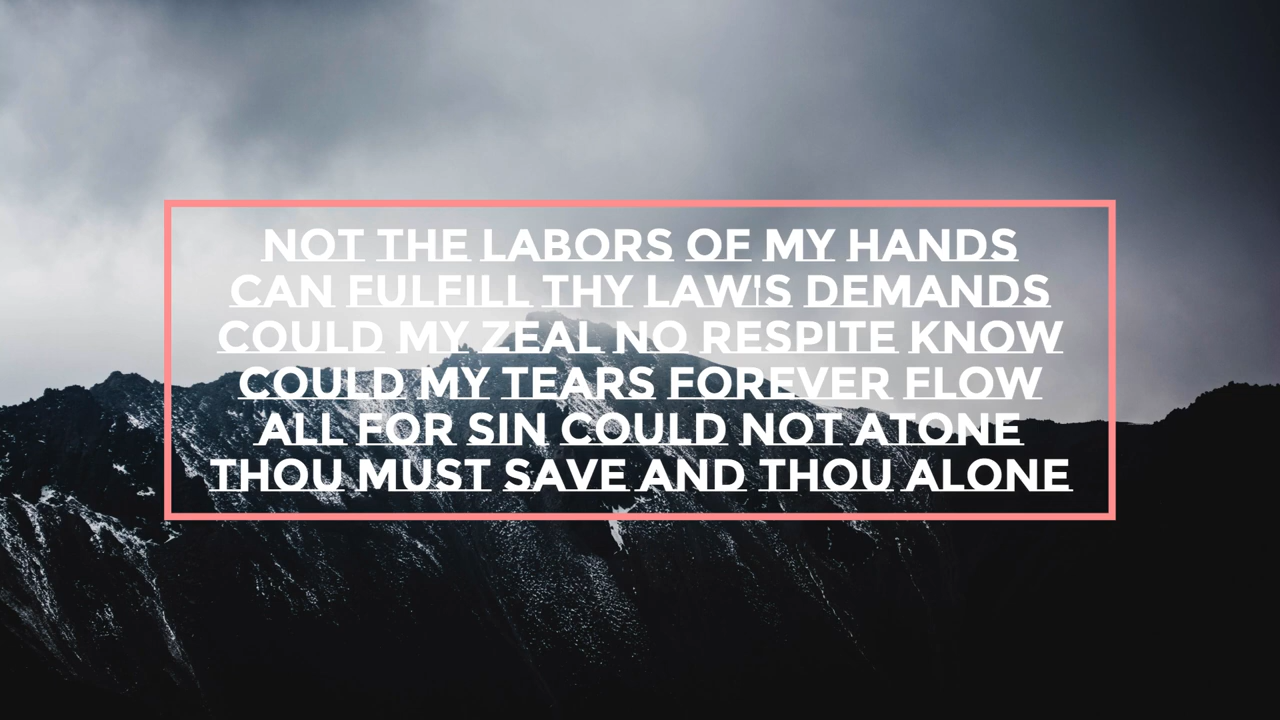 NOT THE LABORS OF MY HANDS
CAN FULFILL THY LAW'S DEMANDS
COULD MY ZEAL NO RESPITE KNOW
COULD MY TEARS FOREVER FLOW
ALL FOR SIN COULD NOT ATONE
THOU MUST SAVE AND THOU ALONE